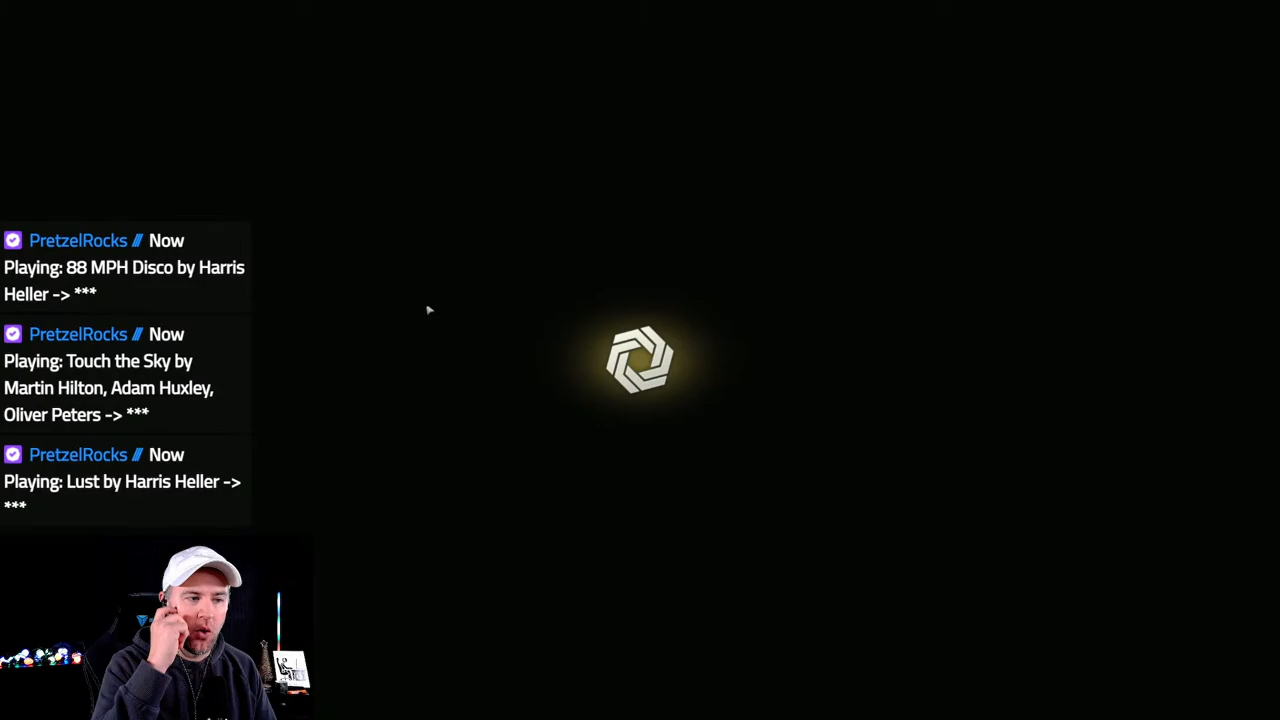 PretzelRocks /// Now
Playing: 88 MPH Disco by Harris
Heller -> ***
PretzelRocks /// Now
Playing: Touch the Sky by
Martin Hilton, Adam Huxley,
Oliver Peters -> ***
PretzelRocks /// Now
Playing: Lust by Harris Heller ->
***